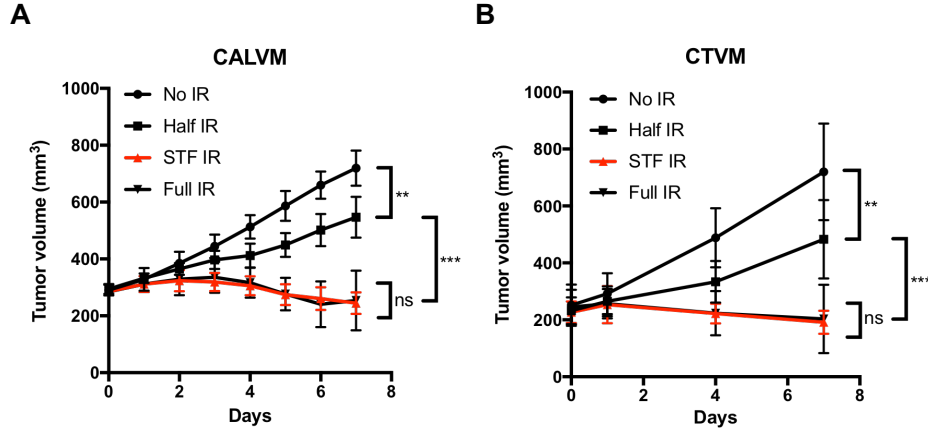 A
CALVM
Tumor volume (mm³)
1000
800
600
400
200
0
No IR
Half IR
STF IR
Full IR
**
***
ns
0
2
4
6
8
Days
B
CTVM
Tumor volume (mm³)
1000
800
600
400
200
0
No IR
Half IR
STF IR
Full IR
**
***
ns
0
2
4
6
8
Days